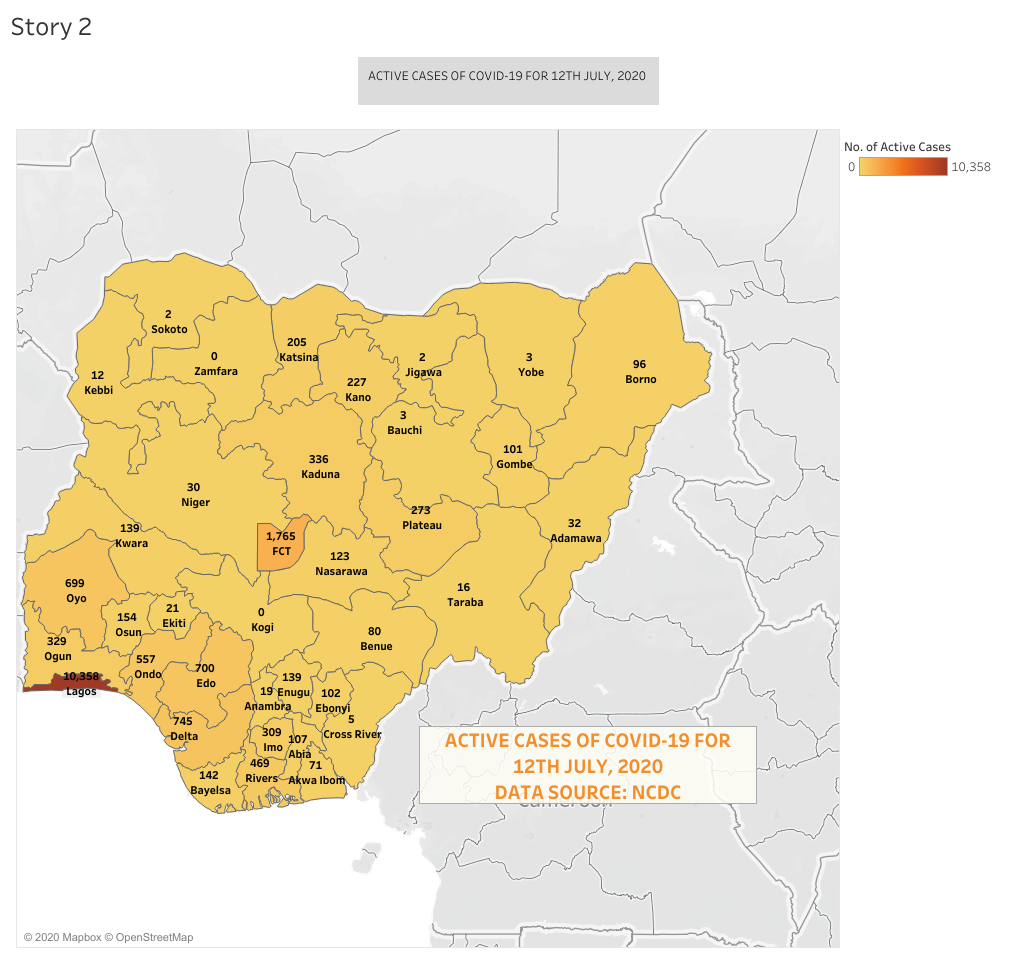 Story 2
ACTIVE CASES OF COVID-19 FOR 12TH JULY, 2020
No. of Active Cases
0 10,358
2
Sokoto
0
Zamfara
205
Katsina
12
Kebbi
227
Kano
2
Jigawa
3
Yobe
96
Borno
3
Bauchi
101
Gombe
336
Kaduna
30
Niger
273
Plateau
32
Adamawa
139
Kwara
1,765
FCT
123
Nasarawa
16
Taraba
699
Oyo
154
Osun
21
Ekiti
0
Kogi
80
Benue
329
Ogun
557
Ondo
700
Edo
10,358
Lagos
139
Enugu
19
Anambra
102
Ebonyi
5
Cross River
745
Delta
309
Imo
107
Abia
469
Rivers
71
Akwa Ibom
142
Bayelsa
ACTIVE CASES OF COVID-19 FOR
12TH JULY, 2020
DATA SOURCE: NCDC
Cameroon
© 2020 Mapbox © OpenStreetMap